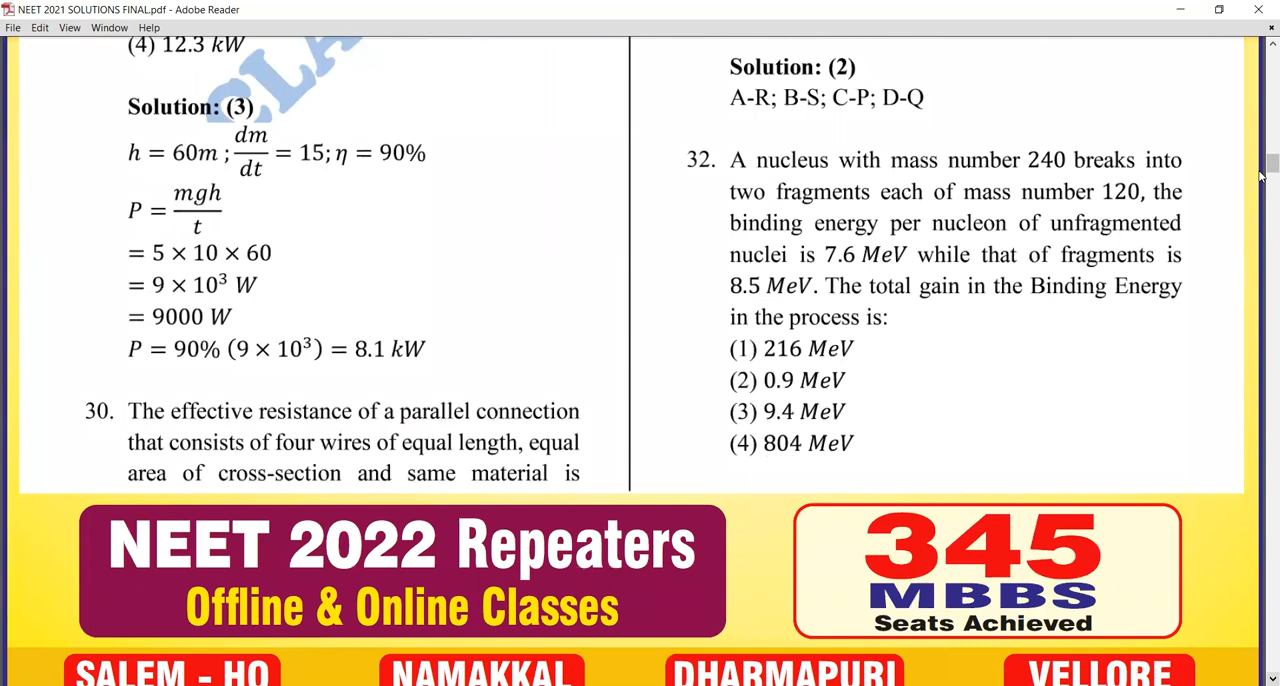 NEET 2021 SOLUTIONS FINAL.pdf - Adobe Reader
File Edit View Window Help
(4) 12.3 kW
Solution: (3)
h = 60m ; dm/dt = 15; η = 90%
P = mgh/t
= 5 × 10 × 60
= 9 × 10³ W
= 9000 W
P = 90% (9 × 10³) = 8.1 kW
30. The effective resistance of a parallel connection
that consists of four wires of equal length, equal
area of cross-section and same material is
Solution: (2)
A-R; B-S; C-P; D-Q
32. A nucleus with mass number 240 breaks into
two fragments each of mass number 120, the
binding energy per nucleon of unfragmented
nuclei is 7.6 MeV while that of fragments is
8.5 MeV. The total gain in the Binding Energy
in the process is:
(1) 216 MeV
(2) 0.9 MeV
(3) 9.4 MeV
(4) 804 MeV
NEET 2022 Repeaters
Offline & Online Classes
345
MBBS
Seats Achieved
SALEM - HO
NAMAKKAL
DHARMAPURI
VELLORE